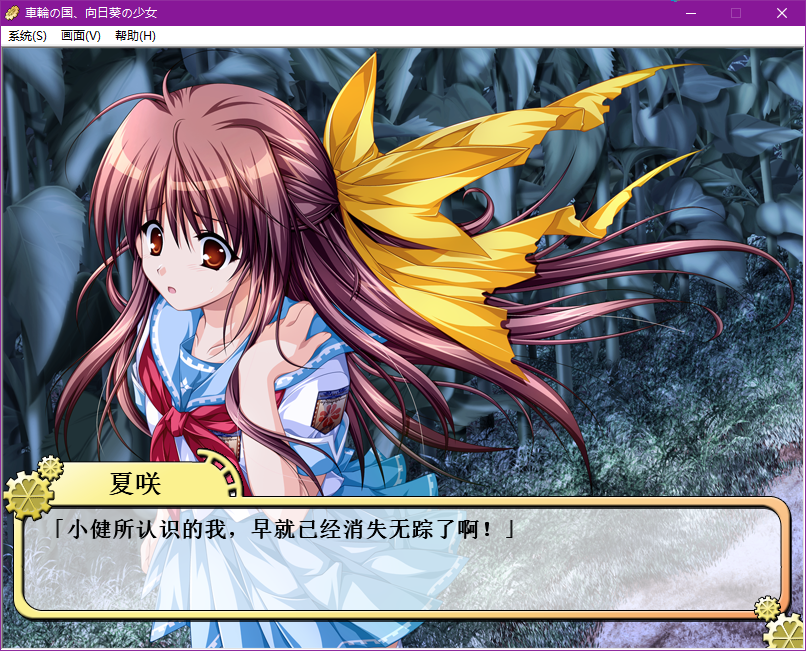 車輪の国、向日葵の少女
系统(S) 画面(V) 帮助(H)
夏咲
「小健所认识的我，早就已经消失无踪了啊！」